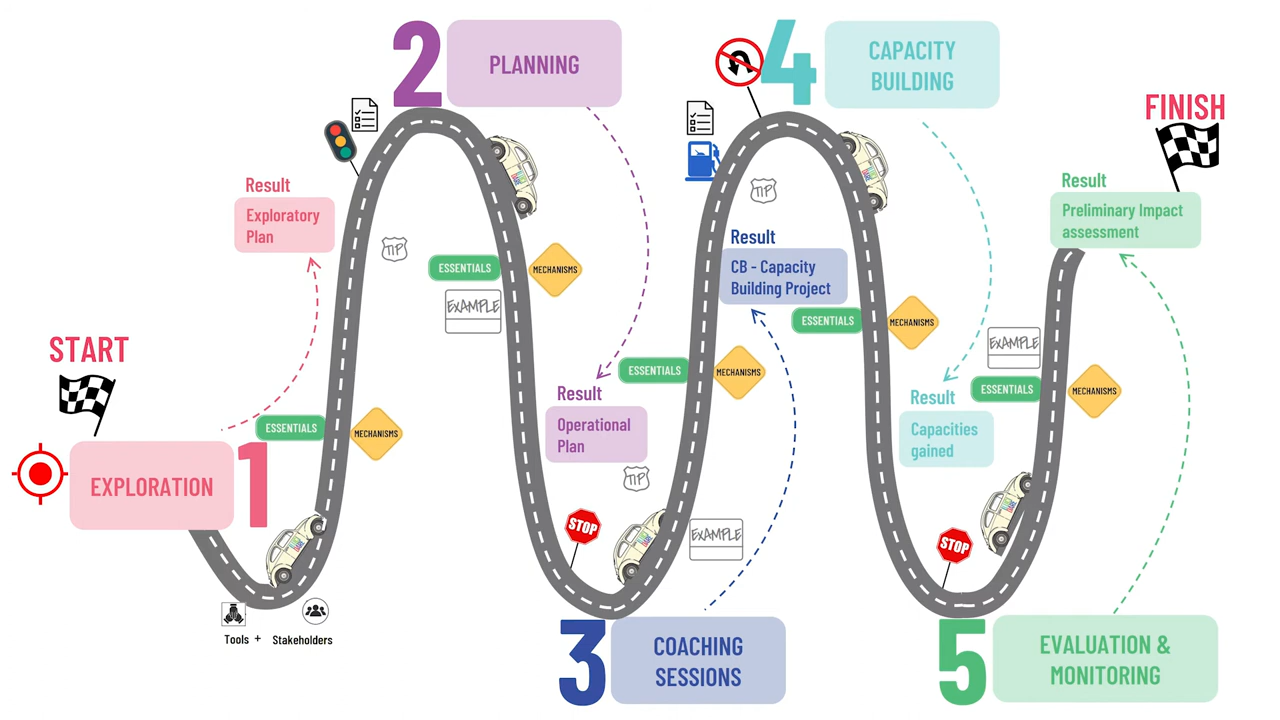 START
EXPLORATION
1
Result
Exploratory
Plan
ESSENTIALS
MECHANISMS
Tools +
Stakeholders
TIP
2
PLANNING
ESSENTIALS
MECHANISMS
EXAMPLE
Result
Operational
Plan
TIP
STOP
3
COACHING
SESSIONS
ESSENTIALS
MECHANISMS
EXAMPLE
Result
CB - Capacity
Building Project
TIP
4
CAPACITY
BUILDING
ESSENTIALS
MECHANISMS
Result
Capacities
gained
STOP
5
EVALUATION &
MONITORING
EXAMPLE
ESSENTIALS
MECHANISMS
Result
Preliminary Impact
assessment
FINISH